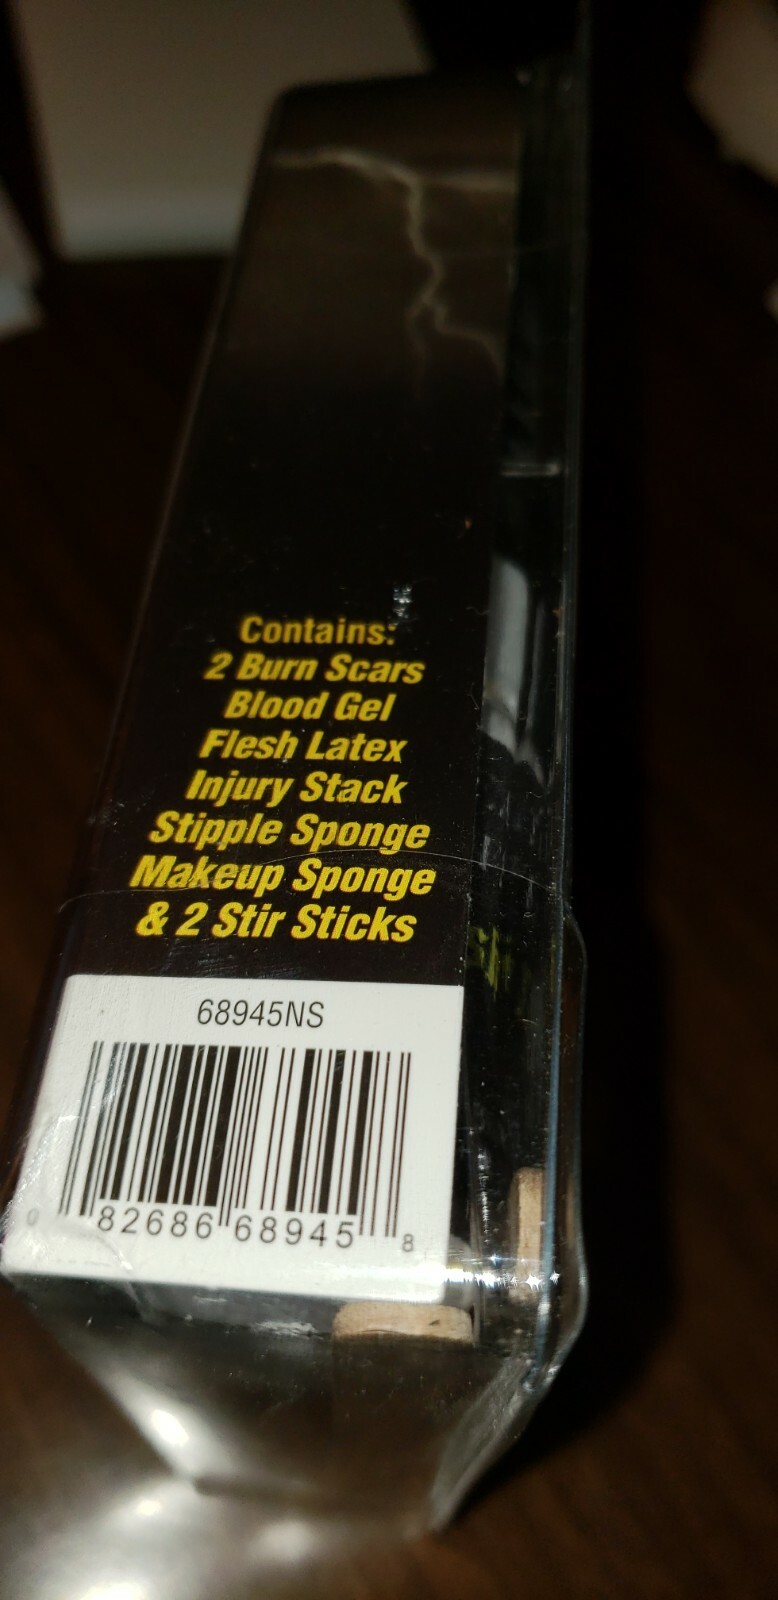 Contains:
2 Burn Scars
Blood Gel
Flesh Latex
Injury Stack
Stipple Sponge
Makeup Sponge
& 2 Stir Sticks
68945NS
0 82686 68945 8